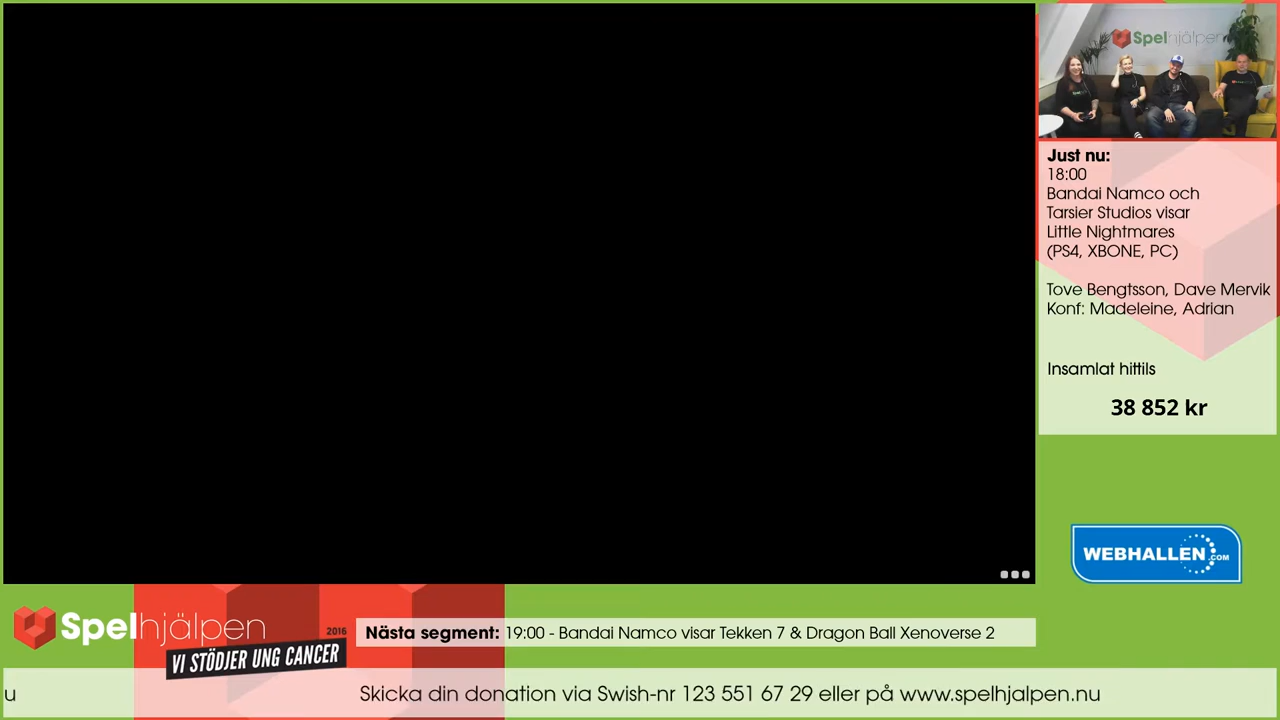 Spelhjälpen
Just nu:
18:00
Bandai Namco och
Tarsier Studios visar
Little Nightmares
(PS4, XBONE, PC)
Tove Bengtsson, Dave Mervik
Konf: Madeleine, Adrian
Insamlat hittils
38 852 kr
WEBHALLEN.COM
Spelhjälpen
2016
VI STÖDJER UNG CANCER
Nästa segment: 19:00 - Bandai Namco visar Tekken 7 & Dragon Ball Xenoverse 2
u Skicka din donation via Swish-nr 123 551 67 29 eller på www.spelhjalpen.nu